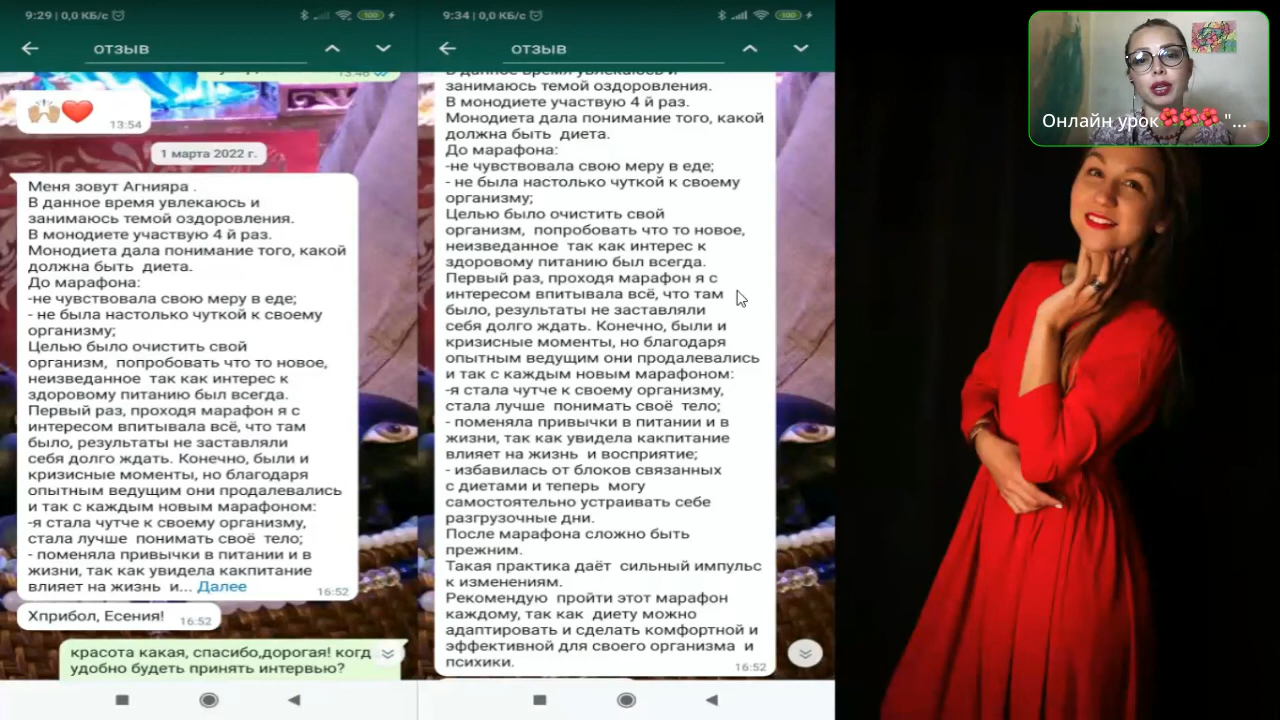 9:29 | 0,0 КБ/с
100
отзыв
13:46
13:54
1 марта 2022 г.
Меня зовут Агнияра .
В данное время увлекаюсь и
занимаюсь темой оздоровления.
В монодиете участвую 4 й раз.
Монодиета дала понимание того, какой
должна быть диета.
До марафона:
-не чувствовала свою меру в еде;
- не была настолько чуткой к своему
организму;
Целью было очистить свой
организм, попробовать что то новое,
неизведанное так как интерес к
здоровому питанию был всегда.
Первый раз, проходя марафон я с
интересом впитывала всё, что там
было, результаты не заставляли
себя долго ждать. Конечно, были и
кризисные моменты, но благодаря
опытным ведущим они продалевались
и так с каждым новым марафоном:
-я стала чутче к своему организму,
стала лучше понимать своё тело;
- поменяла привычки в питании и в
жизни, так как увидела какпитание
влияет на жизнь и... Далее
16:52
Хприбол, Есения!
16:52
красота какая, спасибо,дорогая! когд
удобно будеть принять интервью?
9:34 | 0,0 КБ/с
100
отзыв
В данное время увлекаюсь и
занимаюсь темой оздоровления.
В монодиете участвую 4 й раз.
Монодиета дала понимание того, какой
должна быть диета.
До марафона:
-не чувствовала свою меру в еде;
- не была настолько чуткой к своему
организму;
Целью было очистить свой
организм, попробовать что то новое,
неизведанное так как интерес к
здоровому питанию был всегда.
Первый раз, проходя марафон я с
интересом впитывала всё, что там
было, результаты не заставляли
себя долго ждать. Конечно, были и
кризисные моменты, но благодаря
опытным ведущим они продалевались
и так с каждым новым марафоном:
-я стала чутче к своему организму,
стала лучше понимать своё тело;
- поменяла привычки в питании и в
жизни, так как увидела какпитание
влияет на жизнь и восприятие;
- избавилась от блоков связанных
с диетами и теперь могу
самостоятельно устраивать себе
разгрузочные дни.
После марафона сложно быть
прежним.
Такая практика даёт сильный импульс
к изменениям.
Рекомендую пройти этот марафон
каждому, так как диету можно
адаптировать и сделать комфортной и
эффективной для своего организма и
психики.
16:52
Онлайн урок🌺🌺🌺"...